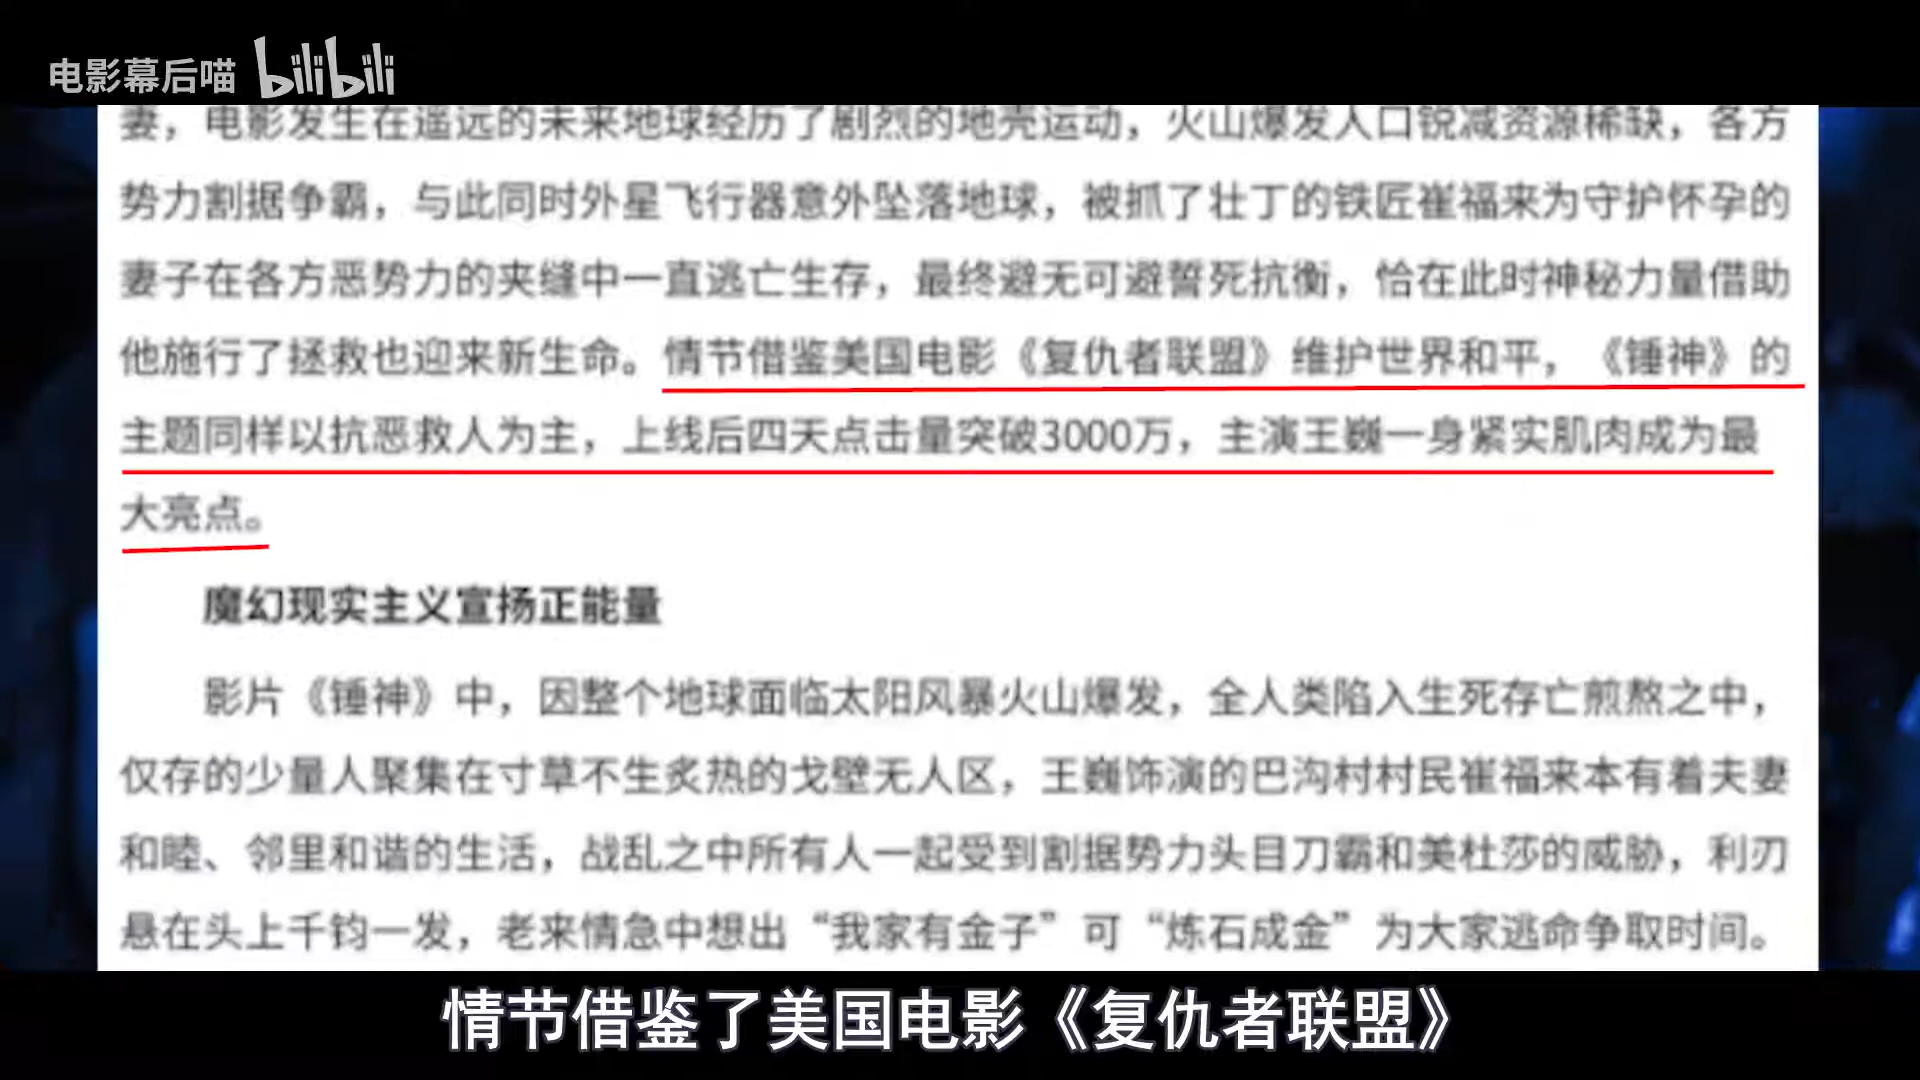 电影幕后喵 bilibili
妻，电影发生在遥远的未来地球经历了剧烈的地壳运动，火山爆发人口锐减资源稀缺，各方
势力割据争霸，与此同时外星飞行器意外坠落地球，被抓了壮丁的铁匠崔福来为守护怀孕的
妻子在各方恶势力的夹缝中一直逃亡生存，最终避无可避誓死抗衡，恰在此时神秘力量借助
他施行了拯救也迎来新生命。情节借鉴美国电影《复仇者联盟》维护世界和平，《锤神》的
主题同样以抗恶救人为主，上线后四天点击量突破3000万，主演王巍一身紧实肌肉成为最
大亮点。
魔幻现实主义宣扬正能量
影片《锤神》中，因整个地球面临太阳风暴火山爆发，全人类陷入生死存亡煎熬之中，
仅存的少量人聚集在寸草不生炙热的戈壁无人区，王巍饰演的巴沟村村民崔福来本有着夫妻
和睦、邻里和谐的生活，战乱之中所有人一起受到割据势力头目刀霸和美杜莎的威胁，利刃
悬在头上千钧一发，老来情急中想出“我家有金子”可“炼石成金”为大家逃命争取时间。
情节借鉴了美国电影《复仇者联盟》